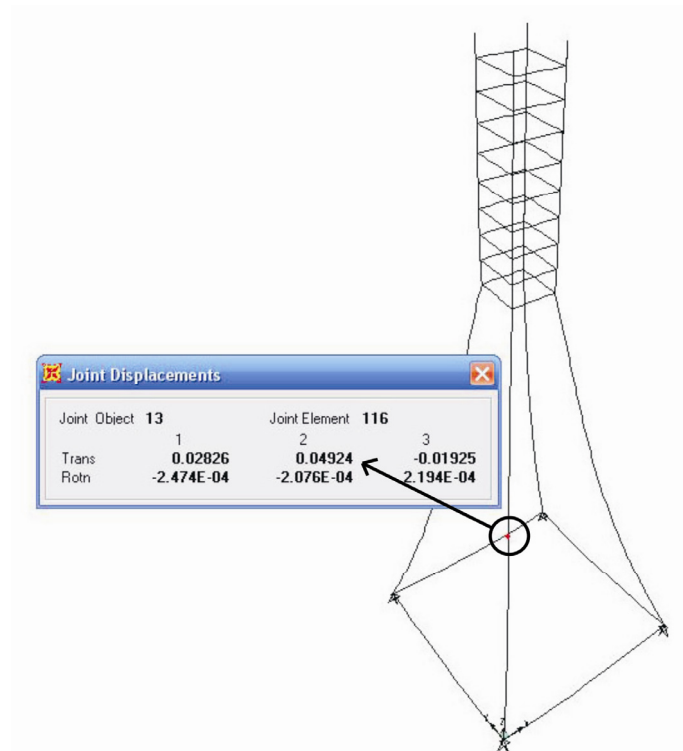 Joint Displacements
Joint Object 13 Joint Element 116
1 2 3
Trans 0.02826 0.04924 -0.01925
Rotn -2.474E-04 -2.076E-04 2.194E-04